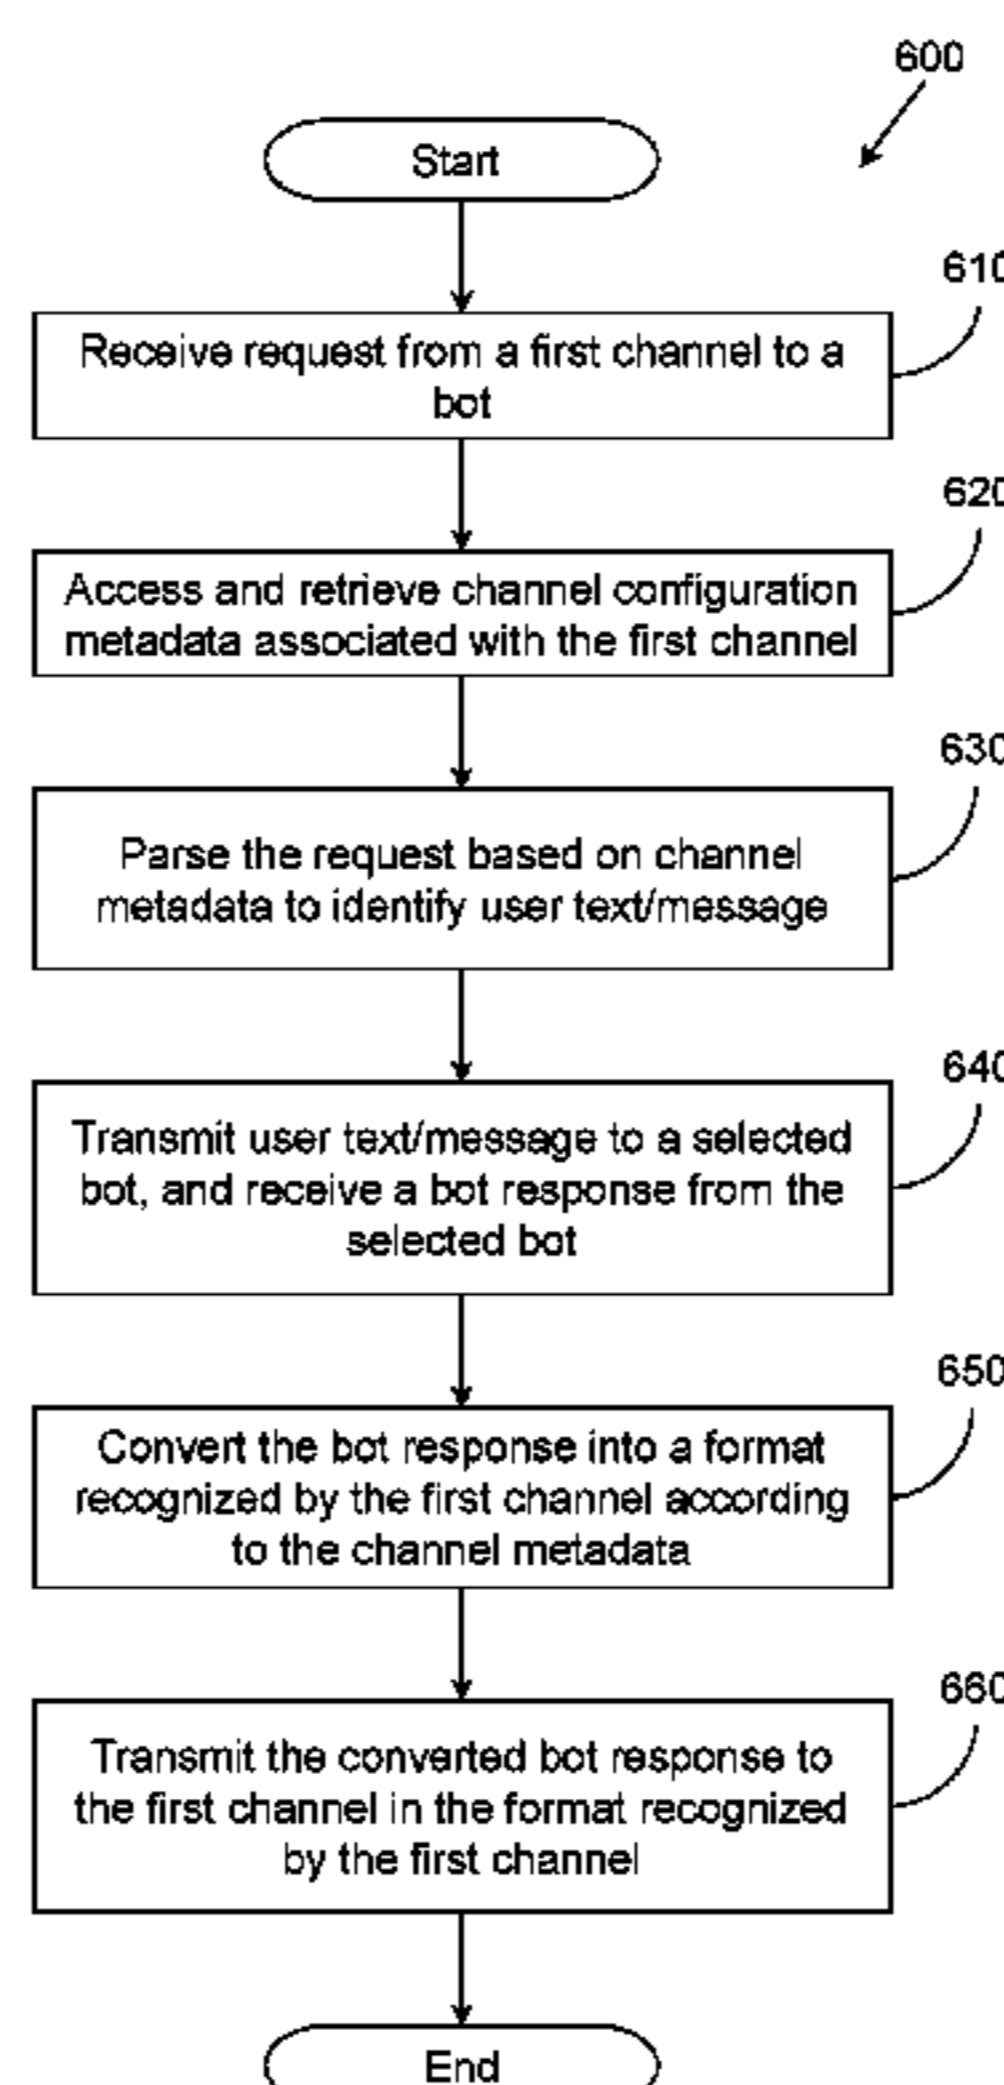 600
Start
610
Receive request from a first channel to a
bot
620
Access and retrieve channel configuration
metadata associated with the first channel
630
Parse the request based on channel
metadata to identify user text/message
640
Transmit user text/message to a selected
bot, and receive a bot response from the
selected bot
650
Convert the bot response into a format
recognized by the first channel according
to the channel metadata
660
Transmit the converted bot response to
the first channel in the format recognized
by the first channel
End